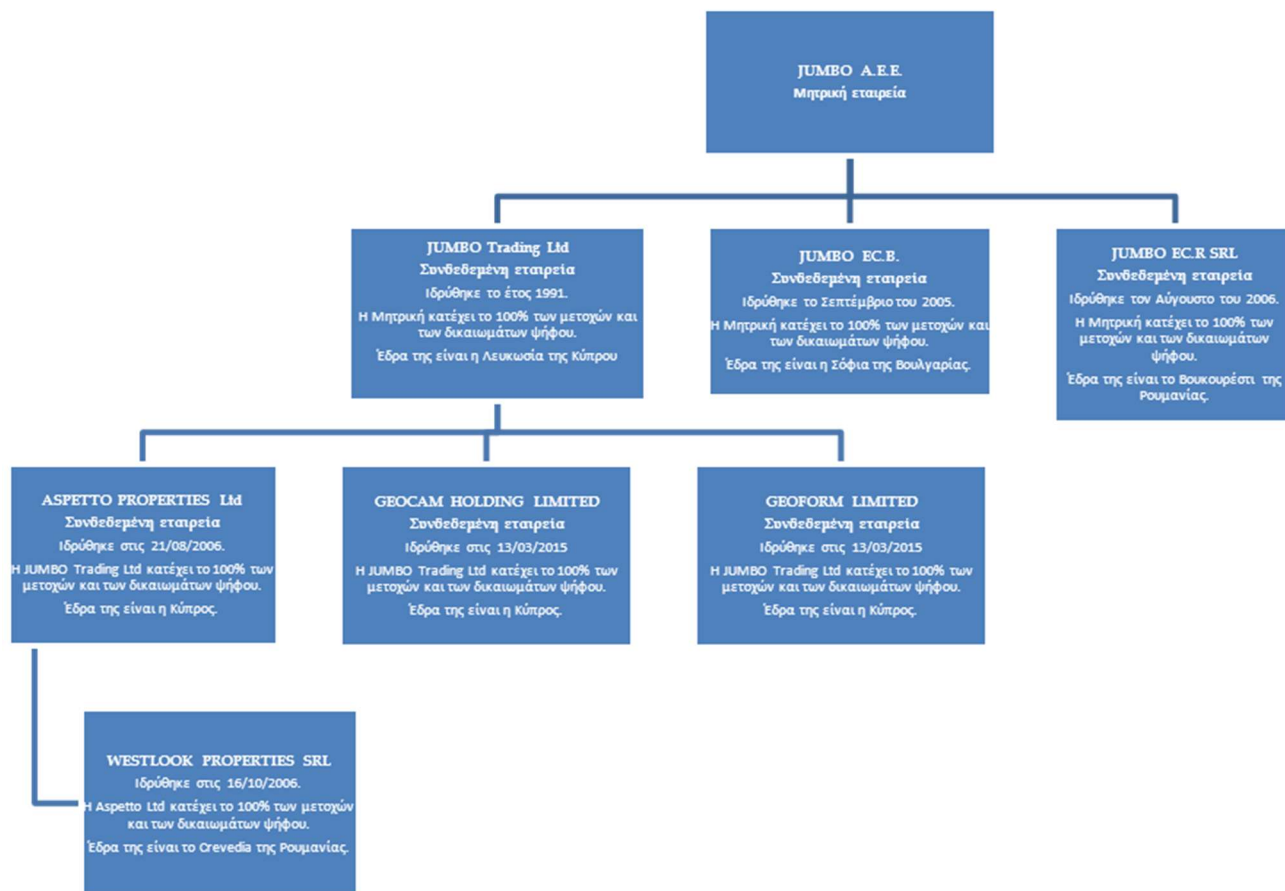 JUMBO A.E.E.
Μητρική εταιρεία
JUMBO Trading Ltd
Συνδεδεμένη εταιρεία
Ιδρύθηκε το έτος 1991.
Η Μητρική κατέχει το 100% των μετοχών και
των δικαιωμάτων ψήφου.
Έδρα της είναι η Λευκωσία της Κύπρου
JUMBO EC.B.
Συνδεδεμένη εταιρεία
Ιδρύθηκε το Σεπτέμβριο του 2005.
Η Μητρική κατέχει το 100% των μετοχών και
των δικαιωμάτων ψήφου.
Έδρα της είναι η Σόφια της Βουλγαρίας.
JUMBO EC.R SRL
Συνδεδεμένη εταιρεία
Ιδρύθηκε τον Αύγουστο του 2006.
Η Μητρική κατέχει το 100% των
μετοχών και των δικαιωμάτων
ψήφου.
Έδρα της είναι το Βουκουρέστι της
Ρουμανίας.
ASPETTO PROPERTIES Ltd
Συνδεδεμένη εταιρεία
Ιδρύθηκε στις 21/08/2006.
Η JUMBO Trading Ltd κατέχει το 100% των
μετοχών και των δικαιωμάτων ψήφου.
Έδρα της είναι η Κύπρος.
GEOCAM HOLDING LIMITED
Συνδεδεμένη εταιρεία
Ιδρύθηκε στις 13/03/2015
Η JUMBO Trading Ltd κατέχει το 100% των
μετοχών και των δικαιωμάτων ψήφου.
Έδρα της είναι η Κύπρος.
GEOFORM LIMITED
Συνδεδεμένη εταιρεία
Ιδρύθηκε στις 13/03/2015
Η JUMBO Trading Ltd κατέχει το 100% των
μετοχών και των δικαιωμάτων ψήφου.
Έδρα της είναι η Κύπρος.
WESTLOOK PROPERTIES SRL
Ιδρύθηκε στις 16/10/2006.
Η Aspetto Ltd κατέχει το 100% των μετοχών
και των δικαιωμάτων ψήφου.
Έδρα της είναι το Crevedia της Ρουμανίας.